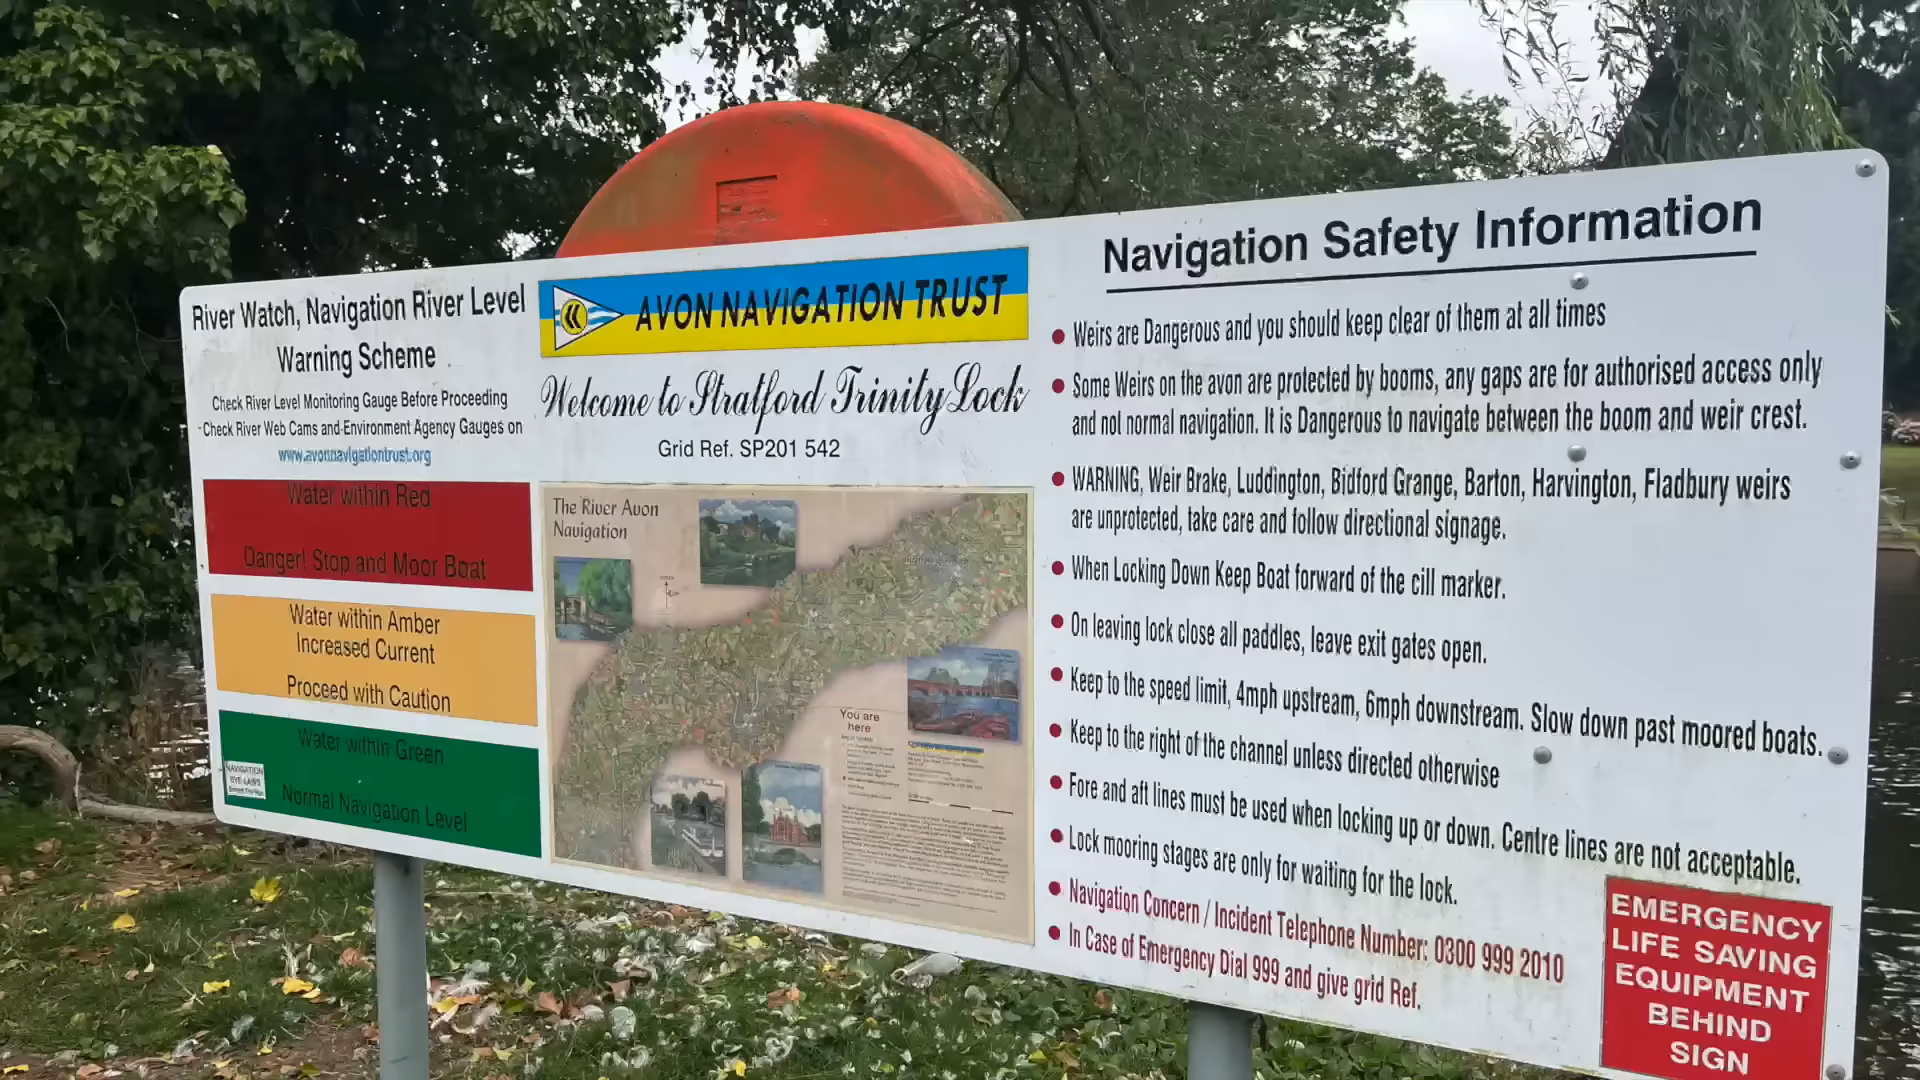 River Watch, Navigation River Level
Warning Scheme
Check River Level Monitoring Gauge Before Proceeding
Check River Web Cams and Environment Agency Gauges on
www.avonnavigationtrust.org
Water within Red
Danger! Stop and Moor Boat
Water within Amber
Increased Current
Proceed with Caution
Water within Green
Normal Navigation Level
NAVIGATION
BYE LAWS
AVON NAVIGATION TRUST
Welcome to Stratford Trinity Lock
Grid Ref. SP201 542
The River Avon
Navigation
You are
here
Navigation Safety Information
Weirs are Dangerous and you should keep clear of them at all times
Some Weirs on the avon are protected by booms, any gaps are for authorised access only
and not normal navigation. It is Dangerous to navigate between the boom and weir crest.
WARNING, Weir Brake, Luddington, Bidford Grange, Barton, Harvington, Fladbury weirs
are unprotected, take care and follow directional signage.
When Locking Down Keep Boat forward of the cill marker.
On leaving lock close all paddles, leave exit gates open.
Keep to the speed limit, 4mph upstream, 6mph downstream. Slow down past moored boats.
Keep to the right of the channel unless directed otherwise
Fore and aft lines must be used when locking up or down. Centre lines are not acceptable.
Lock mooring stages are only for waiting for the lock.
Navigation Concern / Incident Telephone Number: 0300 999 2010
In Case of Emergency Dial 999 and give grid Ref.
EMERGENCY
LIFE SAVING
EQUIPMENT
BEHIND
SIGN